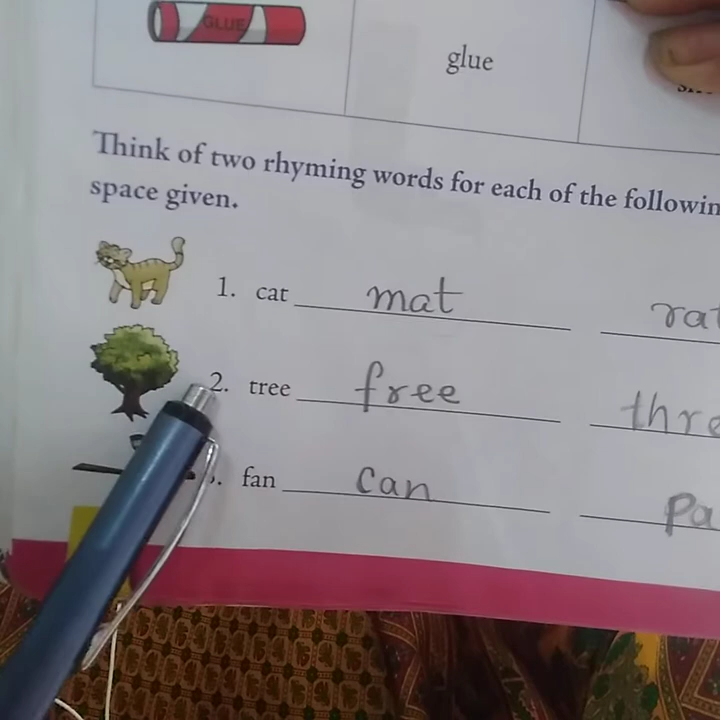 GLUE
glue
Think of two rhyming words for each of the
space given.
1. cat mat
2. tree free
fan can